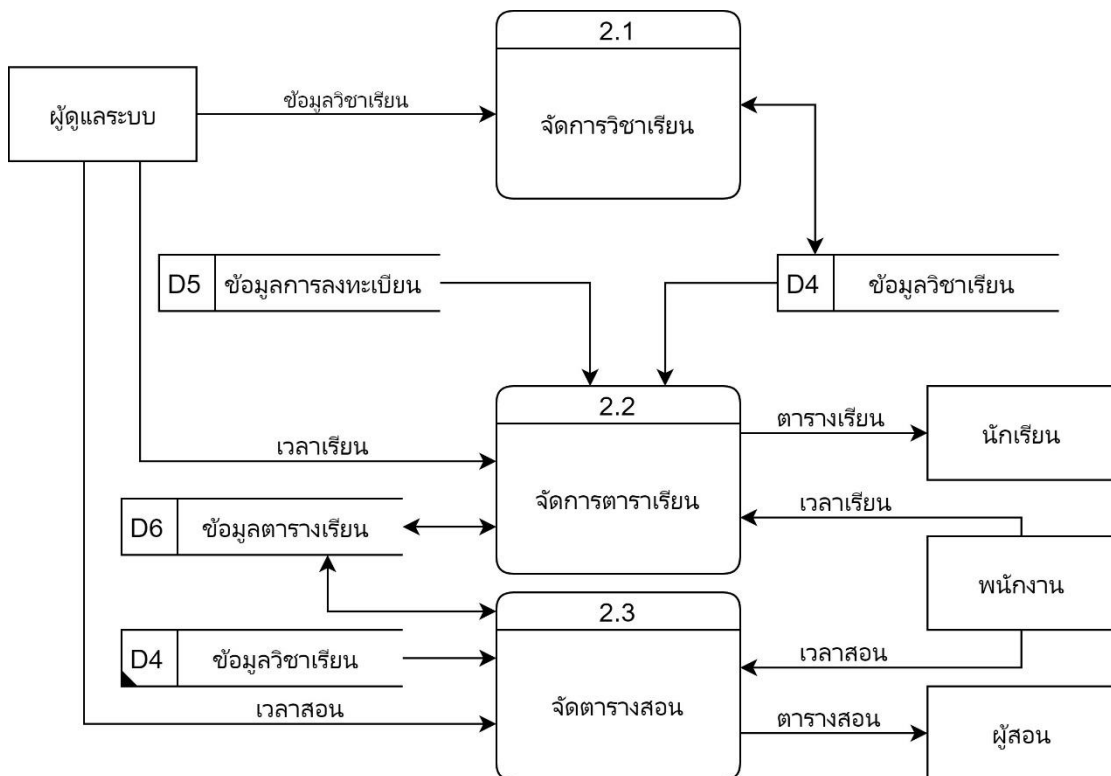 2.1
ผู้ดูแลระบบ
ข้อมูลวิชาเรียน
จัดการวิชาเรียน
D5 ข้อมูลการลงทะเบียน
D4 ข้อมูลวิชาเรียน
2.2
ตารางเรียน
นักเรียน
เวลาเรียน
จัดการตาราเรียน
เวลาเรียน
D6 ข้อมูลตารางเรียน
พนักงาน
2.3
D4 ข้อมูลวิชาเรียน
เวลาสอน
เวลาสอน
จัดตารางสอน
ตารางสอน
ผู้สอน